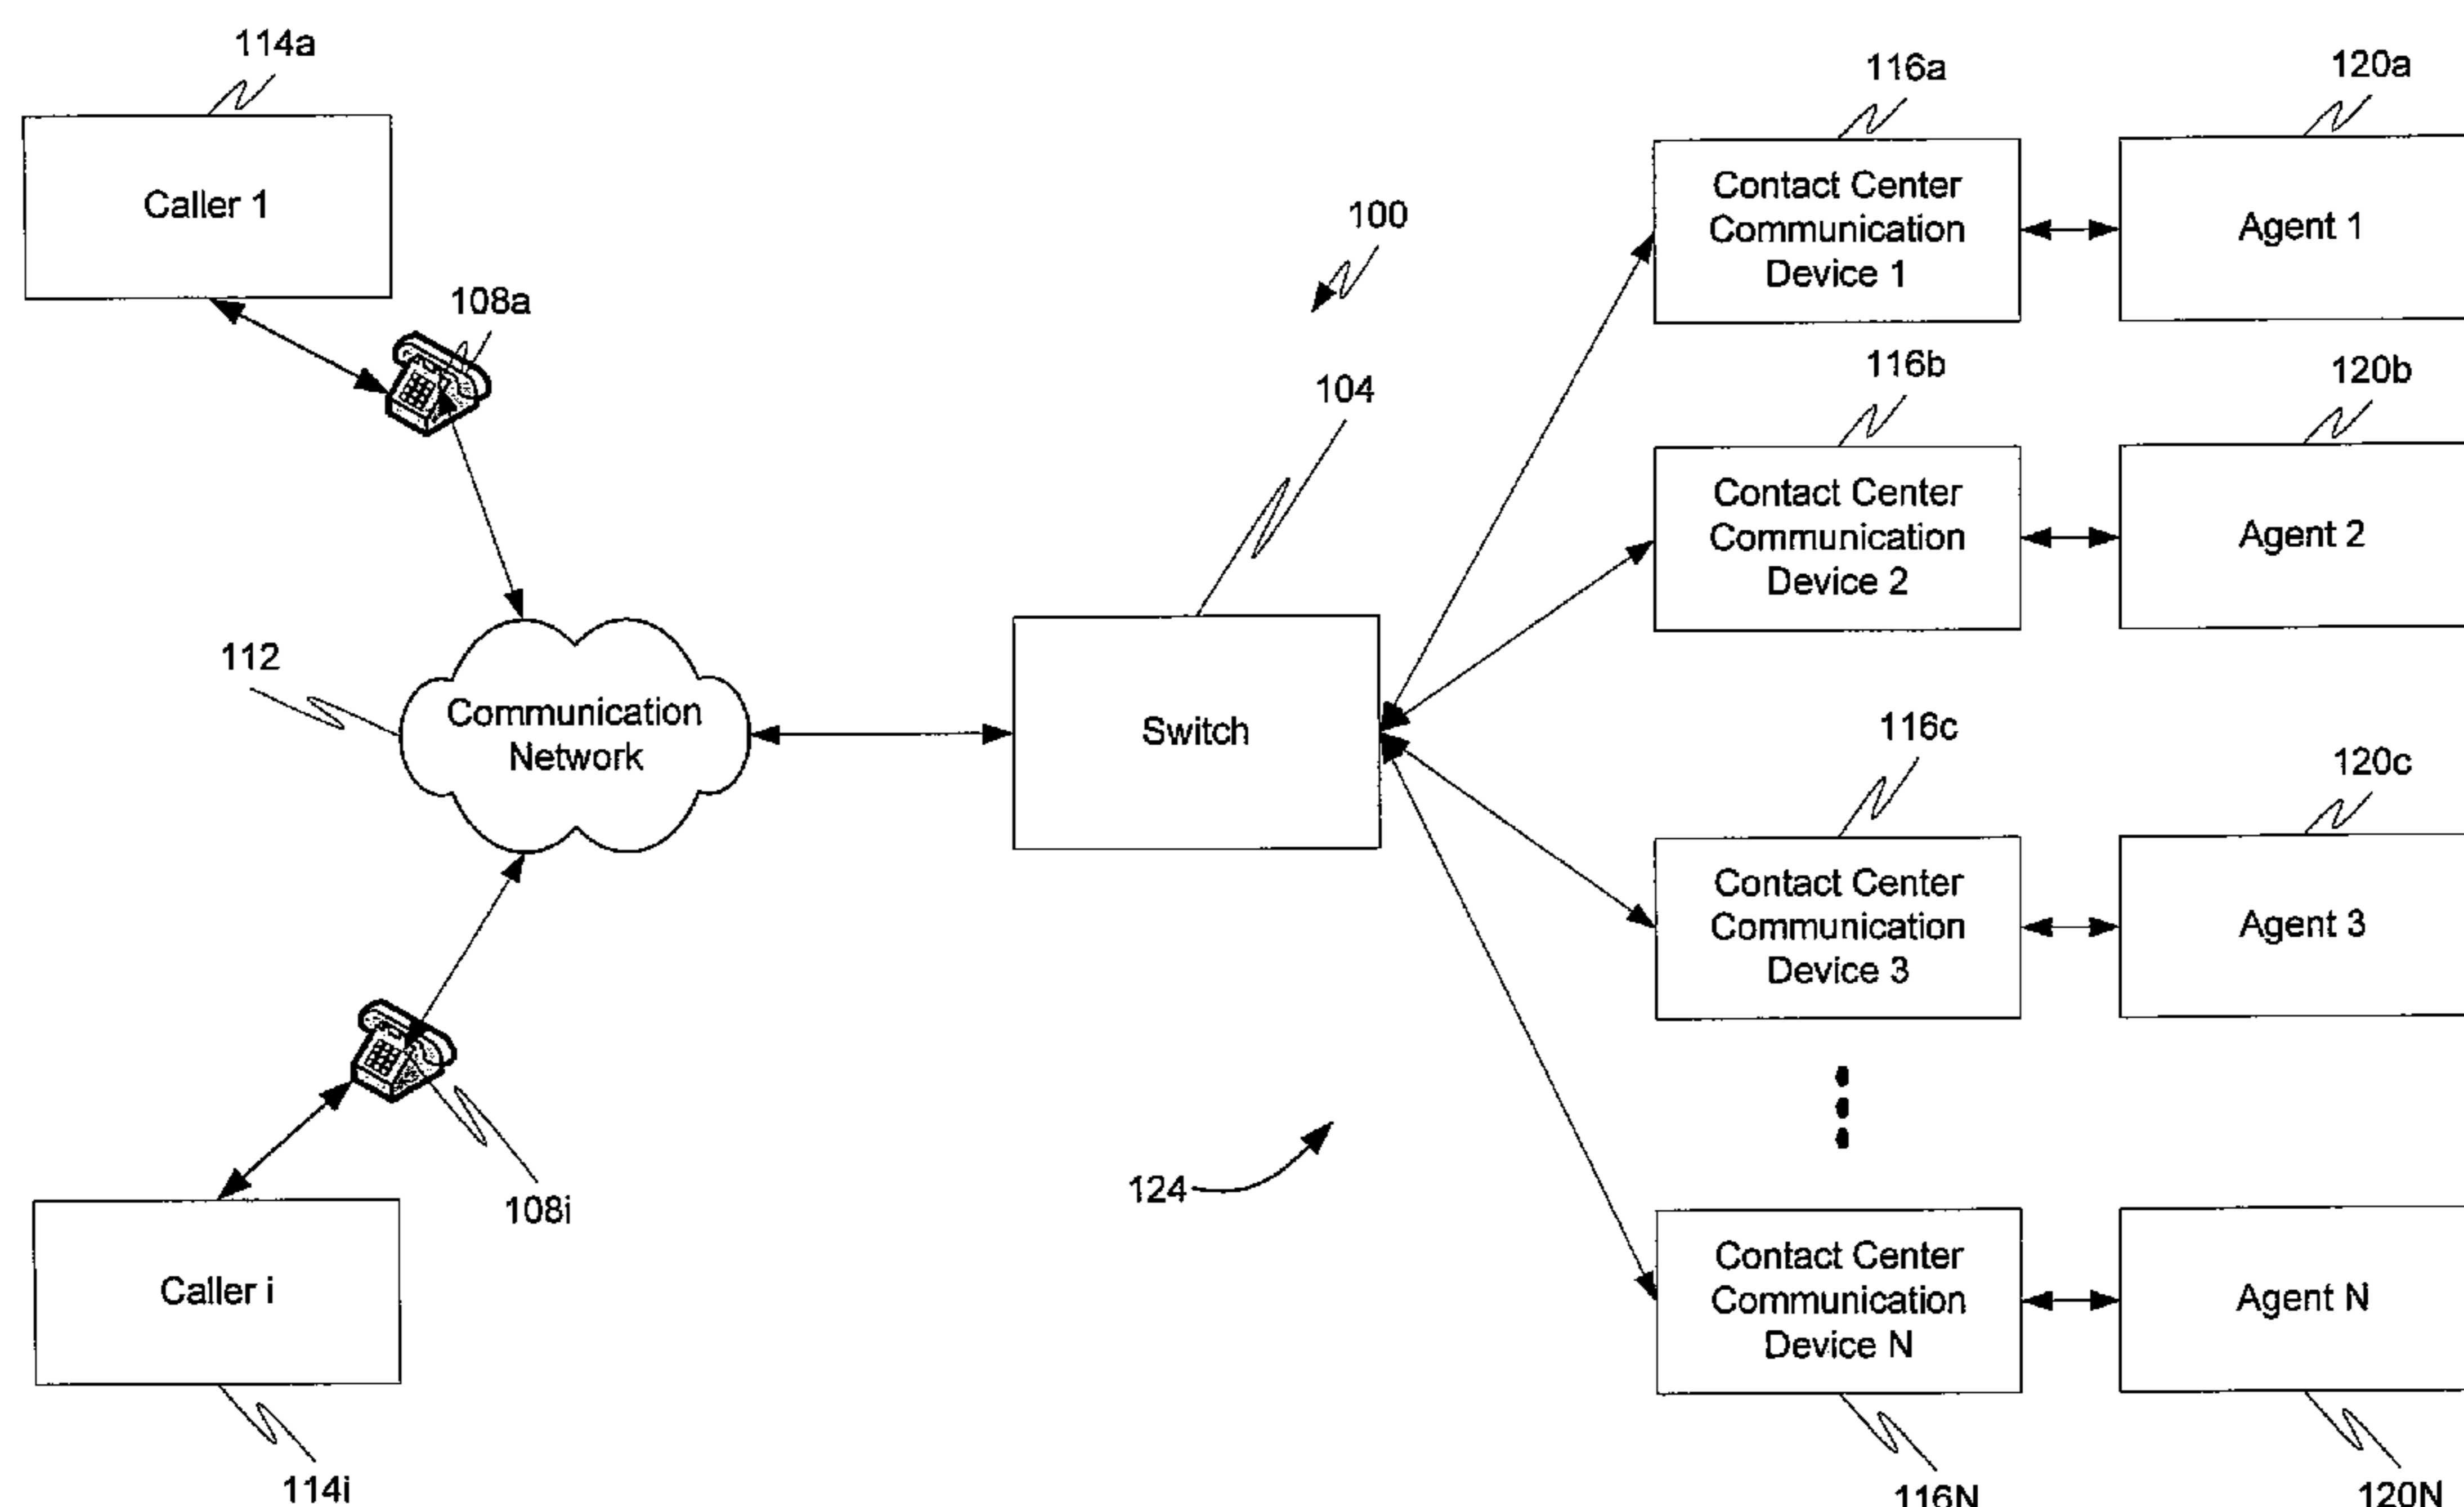 114a
116a
120a
Caller 1
Contact Center
Communication
Device 1
Agent 1
100
108a
104
116b
120b
Contact Center
Communication
Device 2
Agent 2
112
Communication
Network
Switch
116c
120c
Contact Center
Communication
Device 3
Agent 3
124
108i
Caller i
Contact Center
Communication
Device N
Agent N
114i
116N
120N